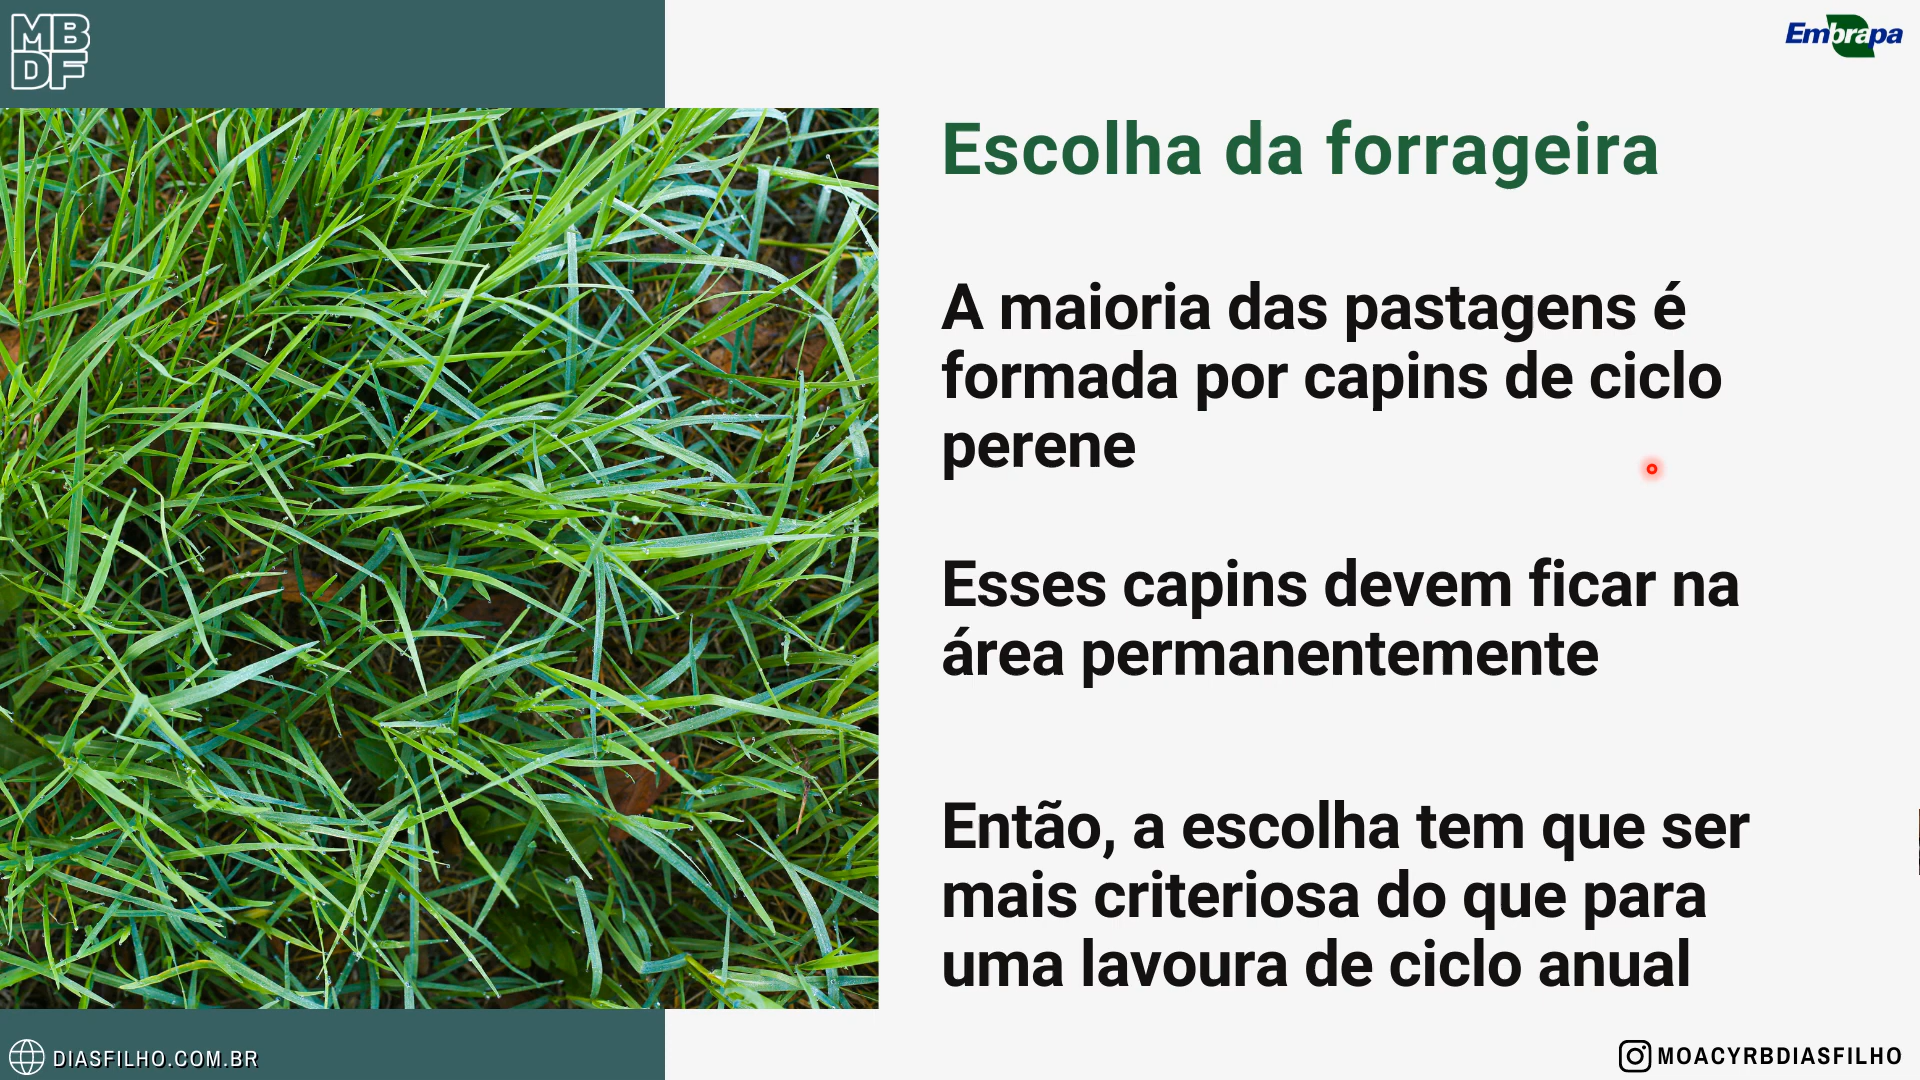 MB
DF
Embrapa
Escolha da forrageira
A maioria das pastagens é
formada por capins de ciclo
perene
Esses capins devem ficar na
área permanentemente
Então, a escolha tem que ser
mais criteriosa do que para
uma lavoura de ciclo anual
DIASFILHO.COM.BR
MOACYRBDIASFILHO